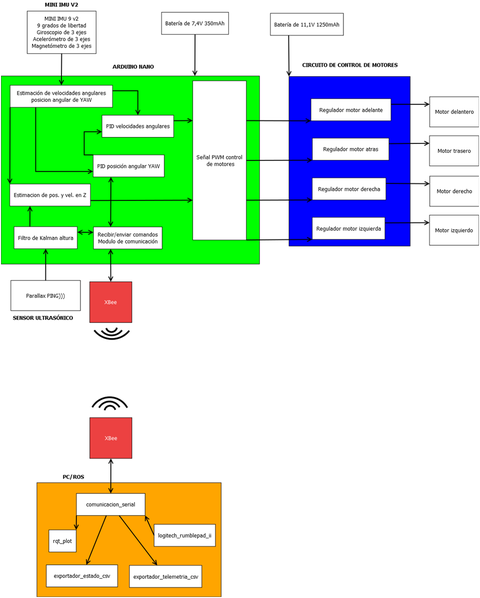 MINI IMU V2
MINI IMU 9 v2
9 grados de libertad
Giroscopio de 3 ejes
Acelerómetro de 3 ejes
Magnetómetro de 3 ejes
Batería de 7,4V 350mAh
Batería de 11,1V 1250mAh
ARDUINO NANO
CIRCUITO DE CONTROL DE MOTORES
Estimación de velocidades angulares
posicion angular de YAW
PID velocidades angulares
PID posición angular YAW
Señal PWM control
de motores
Estimacion de pos. y vel. en Z
Filtro de Kalman altura
Recibir/enviar comandos
Modulo de comunicación
Regulador motor adelante
Regulador motor atras
Regulador motor derecha
Regulador motor izquierda
Motor delantero
Motor trasero
Motor derecho
Motor izquierdo
Parallax PING)))
SENSOR ULTRASÓNICO
XBee
XBee
PC/ROS
comunicacion_serial
rqt_plot
logitech_rumblepad_ii
exportador_estado_csv
exportador_telemetria_csv